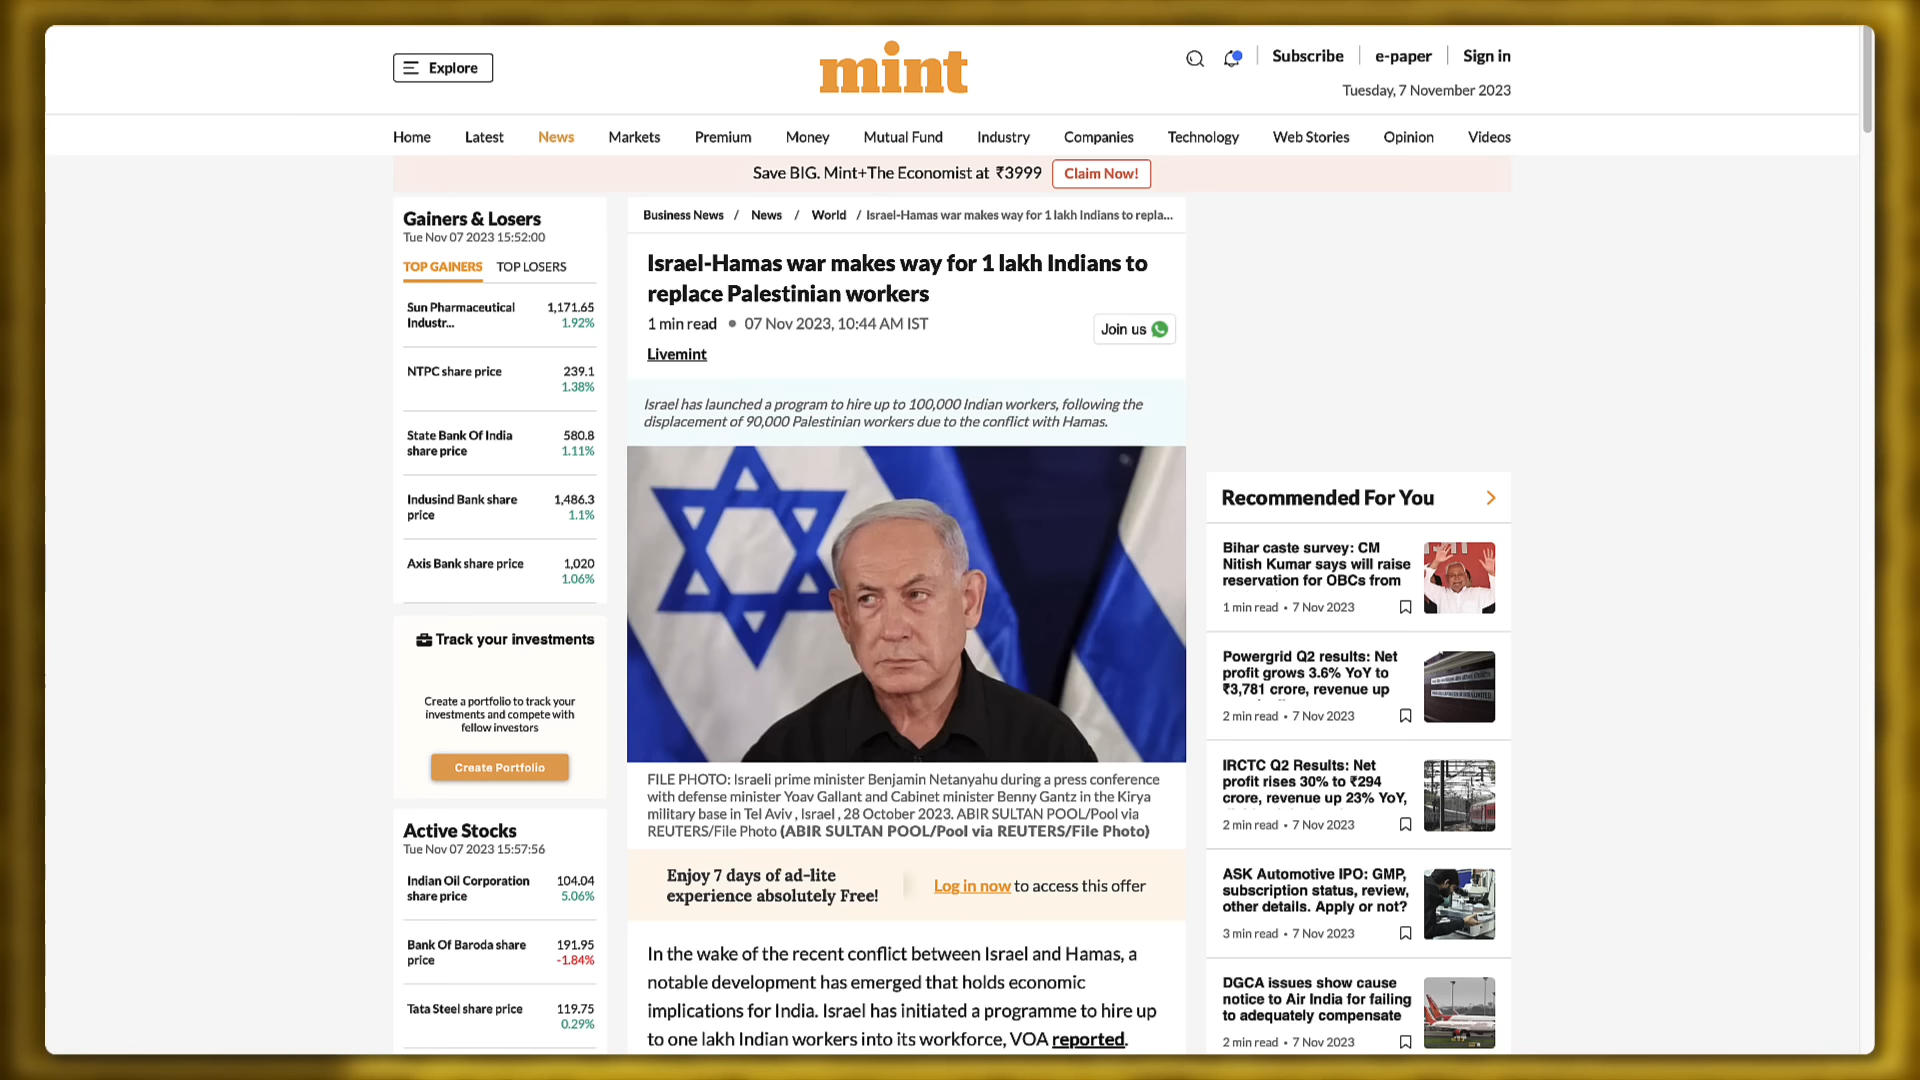 Explore
mint
Subscribe
e-paper
Sign in
Tuesday, 7 November 2023
Home
Latest
News
Markets
Premium
Money
Mutual Fund
Industry
Companies
Technology
Web Stories
Opinion
Videos
Save BIG. Mint+The Economist at ₹3999
Claim Now!
Gainers & Losers
Tue Nov 07 2023 15:52:00
TOP GAINERS TOP LOSERS
Sun Pharmaceutical 1,171.65
Industr... 1.92%
NTPC share price 239.1
1.38%
State Bank Of India 580.8
share price 1.11%
Indusind Bank share 1,486.3
price 1.1%
Axis Bank share price 1,020
1.06%
Track your investments
Create a portfolio to track your
investments and compete with
fellow investors
Create Portfolio
Active Stocks
Tue Nov 07 2023 15:57:56
Indian Oil Corporation 104.04
share price 5.06%
Bank Of Baroda share 191.95
price -1.84%
Tata Steel share price 119.75
0.29%
Business News / News / World / Israel-Hamas war makes way for 1 lakh Indians to repla...
Israel-Hamas war makes way for 1 lakh Indians to
replace Palestinian workers
1 min read • 07 Nov 2023, 10:44 AM IST
Join us
Livemint
Israel has launched a program to hire up to 100,000 Indian workers, following the
displacement of 90,000 Palestinian workers due to the conflict with Hamas.
FILE PHOTO: Israeli prime minister Benjamin Netanyahu during a press conference
with defense minister Yoav Gallant and Cabinet minister Benny Gantz in the Kirya
military base in Tel Aviv , Israel , 28 October 2023. ABIR SULTAN POOL/Pool via
REUTERS/File Photo (ABIR SULTAN POOL/Pool via REUTERS/File Photo)
Enjoy 7 days of ad-lite
experience absolutely Free!
Log in now to access this offer
In the wake of the recent conflict between Israel and Hamas, a
notable development has emerged that holds economic
implications for India. Israel has initiated a programme to hire up
to one lakh Indian workers into its workforce, VOA reported.
Recommended For You
Bihar caste survey: CM
Nitish Kumar says will raise
reservation for OBCs from
1 min read • 7 Nov 2023
Powergrid Q2 results: Net
profit grows 3.6% YoY to
₹3,781 crore, revenue up
2 min read • 7 Nov 2023
IRCTC Q2 Results: Net
profit rises 30% to ₹294
crore, revenue up 23% YoY,
2 min read • 7 Nov 2023
ASK Automotive IPO: GMP,
subscription status, review,
other details. Apply or not?
3 min read • 7 Nov 2023
DGCA issues show cause
notice to Air India for failing
to adequately compensate
2 min read • 7 Nov 2023